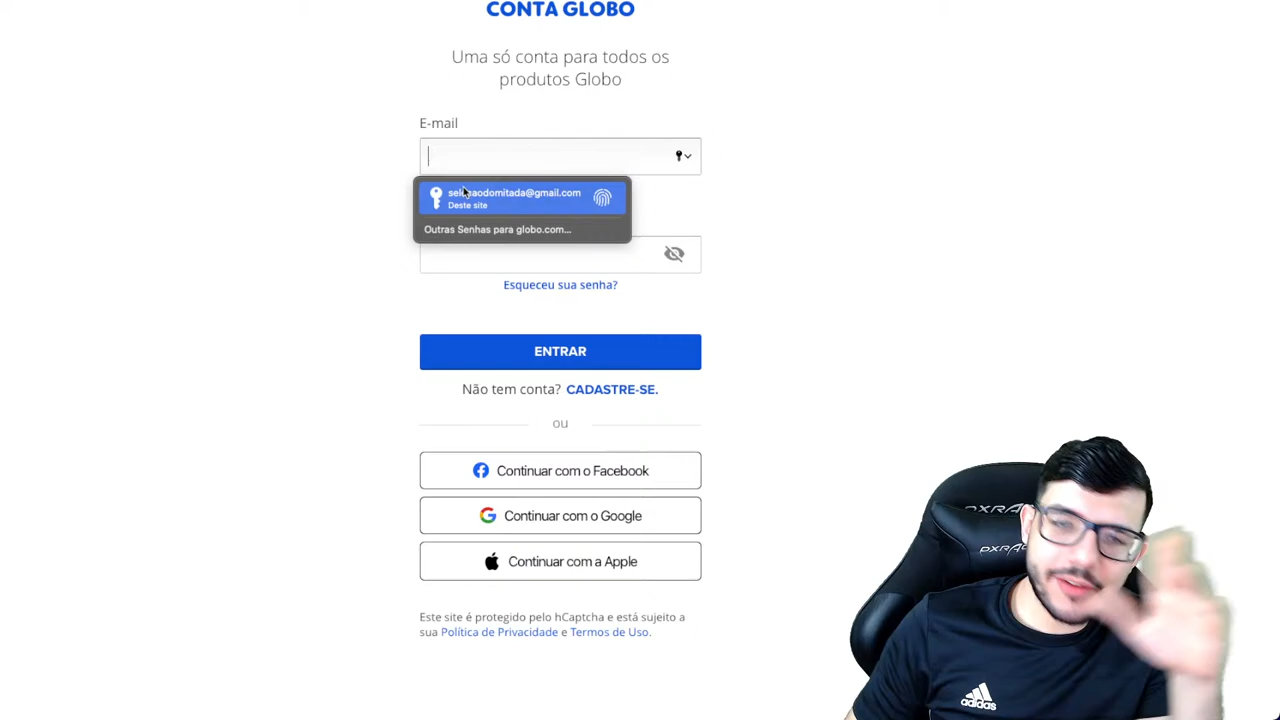 CONTA GLOBO
Uma só conta para todos os
produtos Globo
E-mail
Deste site
Outras Senhas para globo.com...
Esqueceu sua senha?
ENTRAR
Não tem conta? CADASTRE-SE.
ou
Continuar com o Facebook
Continuar com o Google
Continuar com a Apple
Este site é protegido pelo hCaptcha e está sujeito a
sua Política de Privacidade e Termos de Uso.
adidas